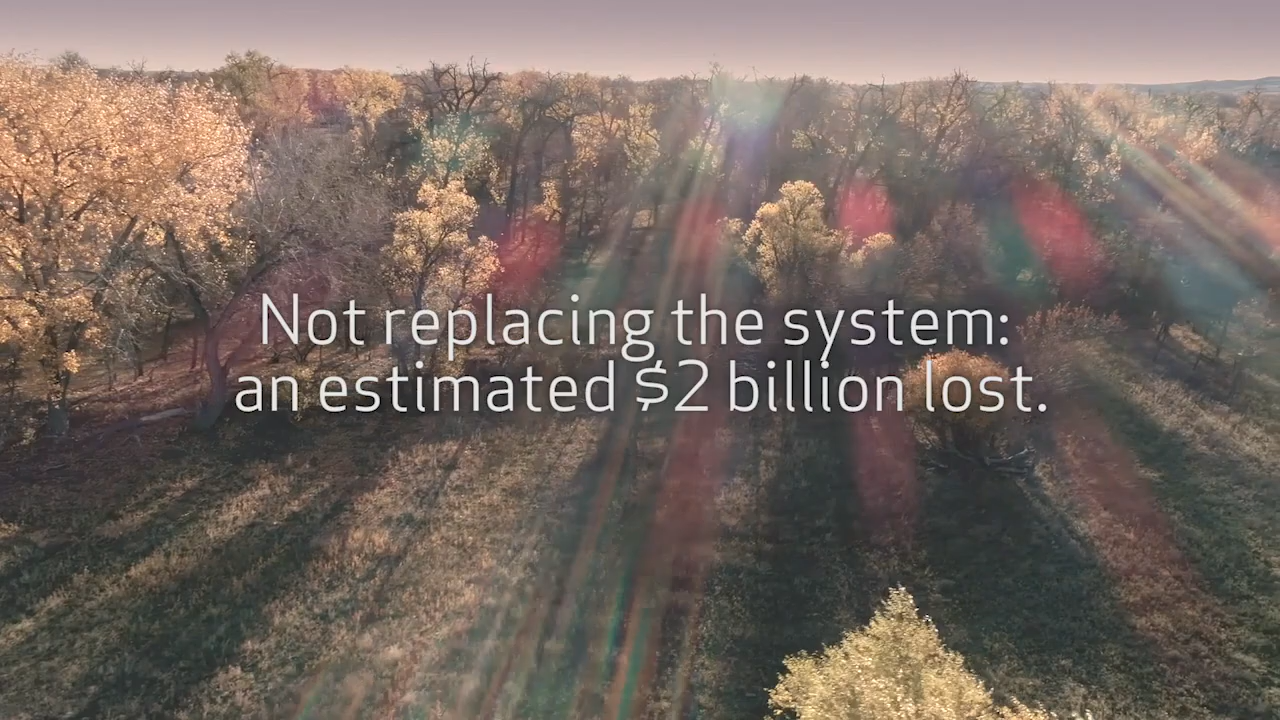 Not replacing the system:
an estimated $2 billion lost.